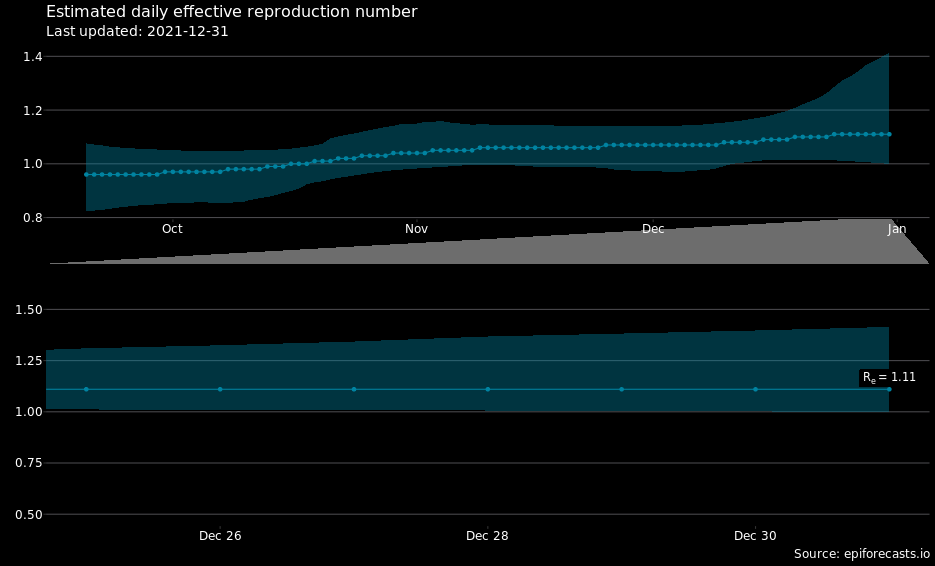 Estimated daily effective reproduction number
Last updated: 2021-12-31
1.4
1.2
1.0
0.8
Oct Nov Dec Jan
1.50
1.25
Re = 1.11
1.00
0.75
0.50
Dec 26 Dec 28 Dec 30
Source: epiforecasts.io